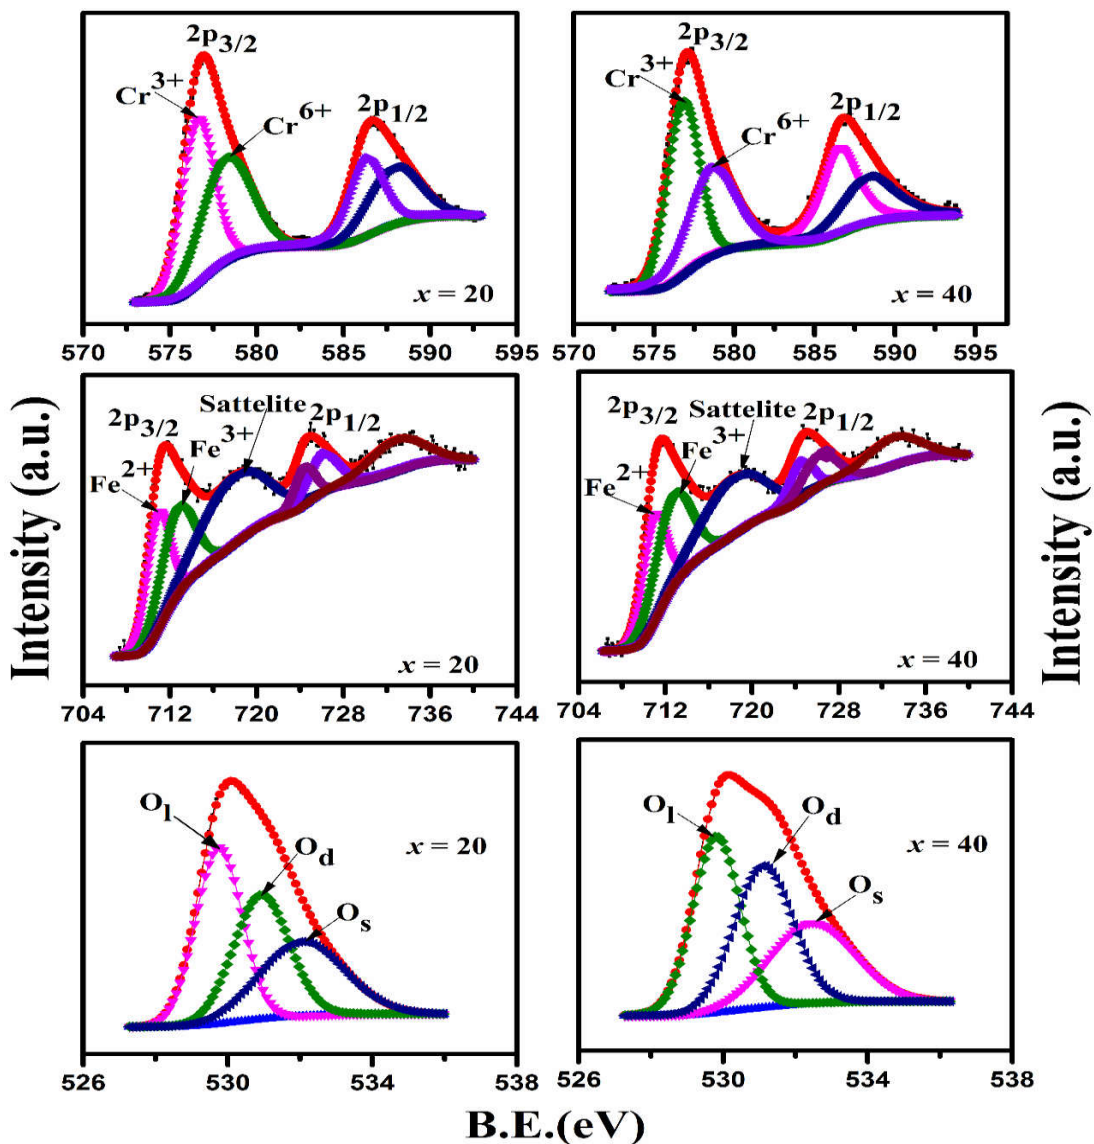 2p3/2
Cr3+
Cr6+
2p1/2
x = 20
570 575 580 585 590 595
2p3/2
Cr3+
Cr6+
2p1/2
x = 40
570 575 580 585 590 595
Intensity (a.u.)
Sattelite
2p3/2
Fe3+
2p1/2
Fe2+
x = 20
704 712 720 728 736 744
Sattelite
2p3/2
Fe3+
2p1/2
Fe2+
x = 40
704 712 720 728 736 744
Intensity (a.u.)
Ol
Od
Os
x = 20
526 530 534 538
Ol
Od
Os
x = 40
526 530 534 538
B.E.(eV)